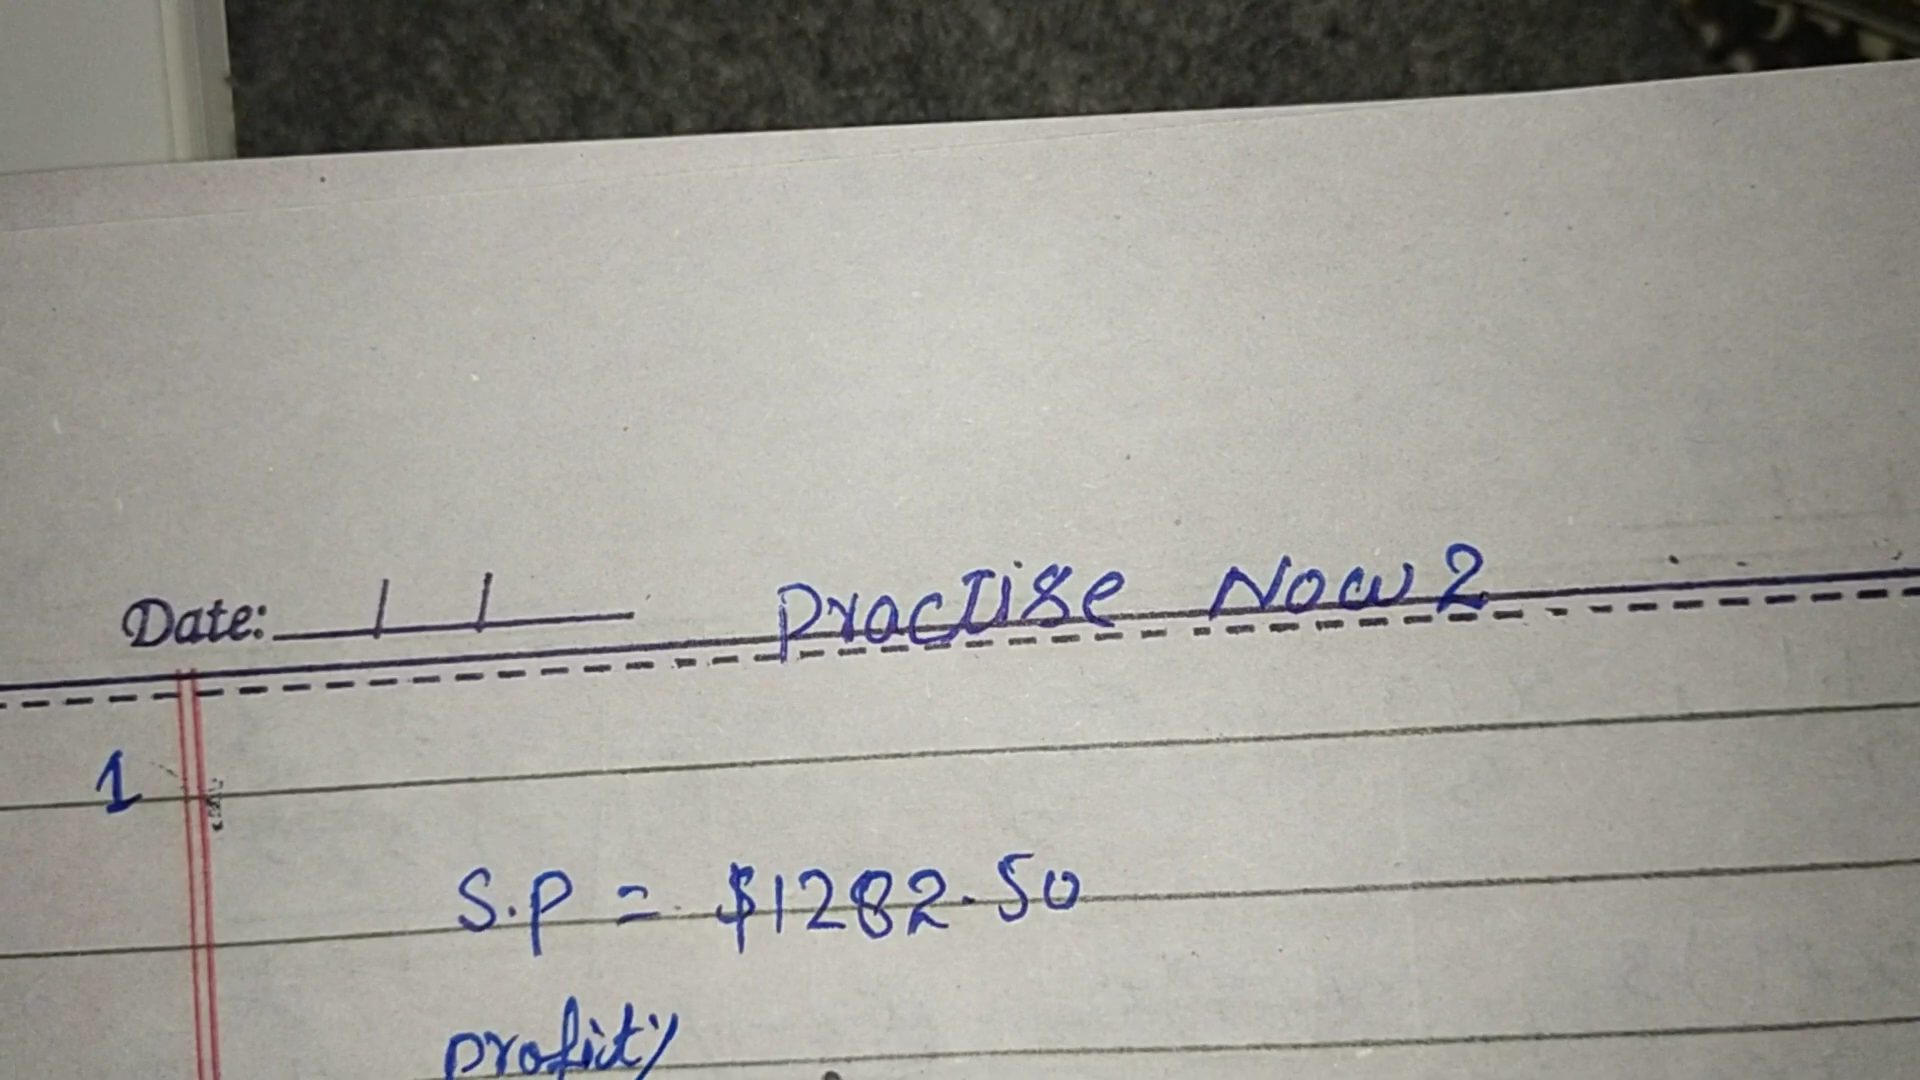 Date: / / Practise Now 2
1
S.P = $1282.50
profit%